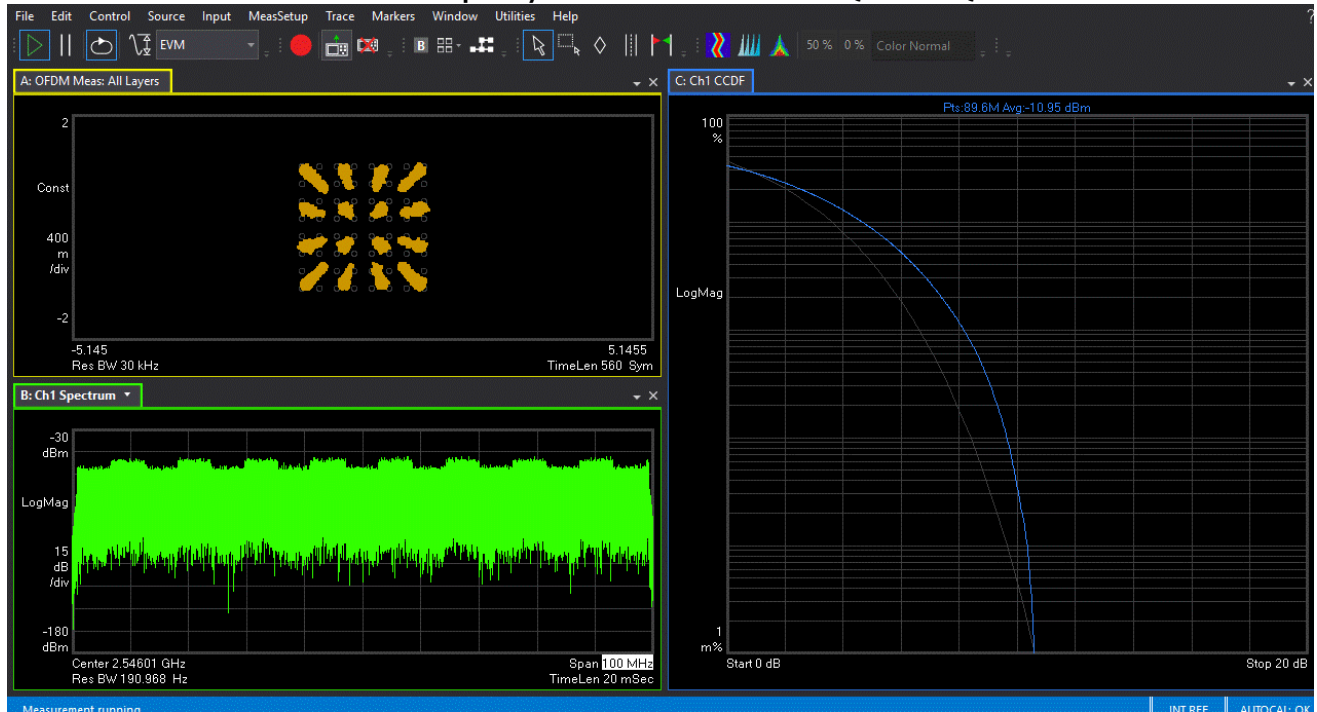 File Edit Control Source Input MeasSetup Trace Markers Window Utilities Help ?
EVM B 50 % 0 % Color Normal
A: OFDM Meas: All Layers
2
Const
400
m
/div
-2
-5.145 5.1455
Res BW 30 kHz TimeLen 560 Sym
B: Ch1 Spectrum
-30
dBm
LogMag
15
dB
/div
-180
dBm
Center 2.54601 GHz Span 100 MHz
Res BW 190.968 Hz TimeLen 20 mSec
C: Ch1 CCDF
Pts:89.6M Avg:-10.95 dBm
100
%
LogMag
1
m%
Start 0 dB Stop 20 dB
Measurement running INT REF AUTOCAL: OK